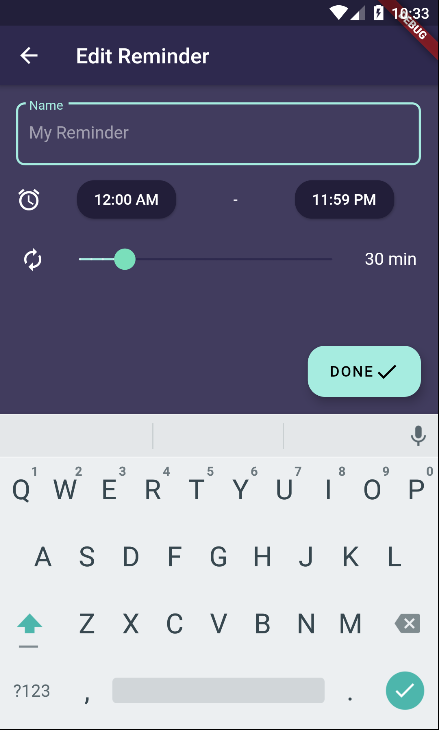 10:33
DEBUG
Edit Reminder
Name
My Reminder
12:00 AM - 11:59 PM
30 min
DONE
1 2 3 4 5 6 7 8 9 0
Q W E R T Y U I O P
A S D F G H J K L
Z X C V B N M
?123 , .